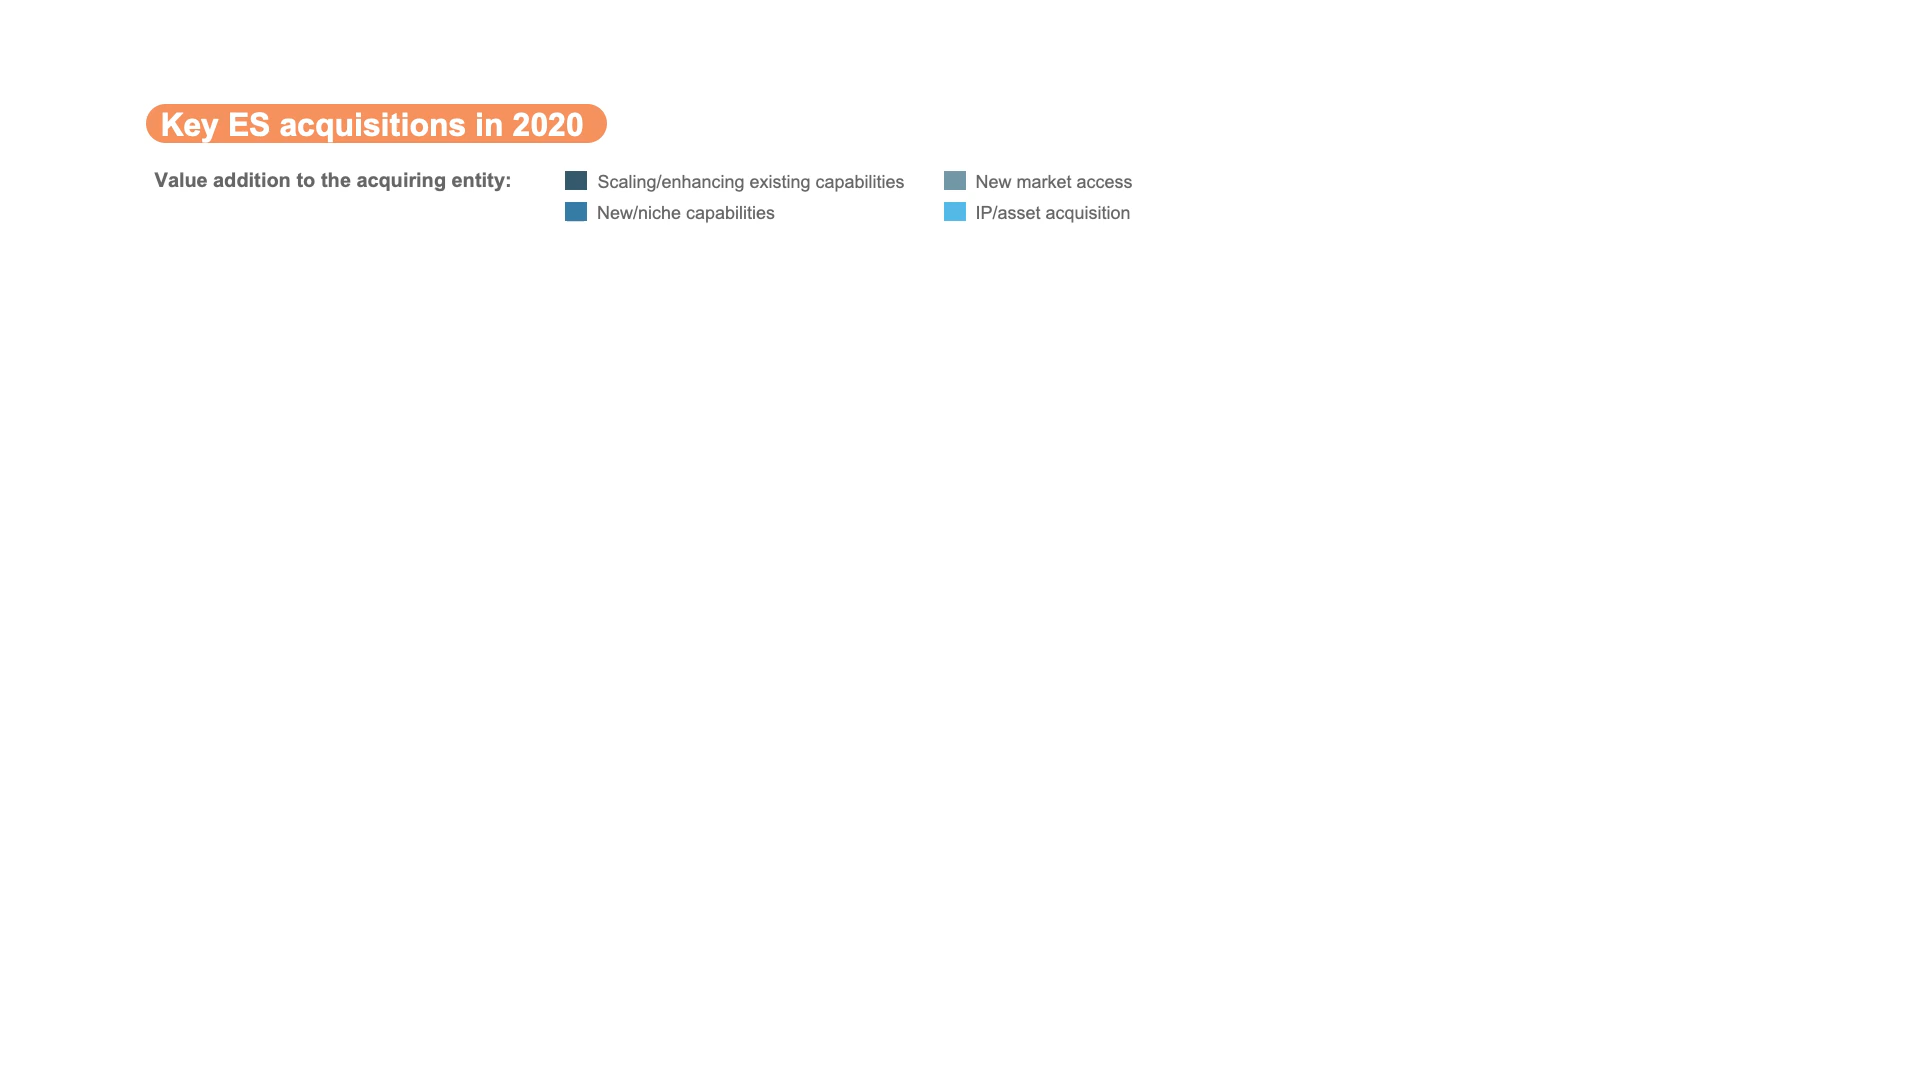 Key ES acquisitions in 2020
Value addition to the acquiring entity:
Scaling/enhancing existing capabilities
New market access
New/niche capabilities
IP/asset acquisition